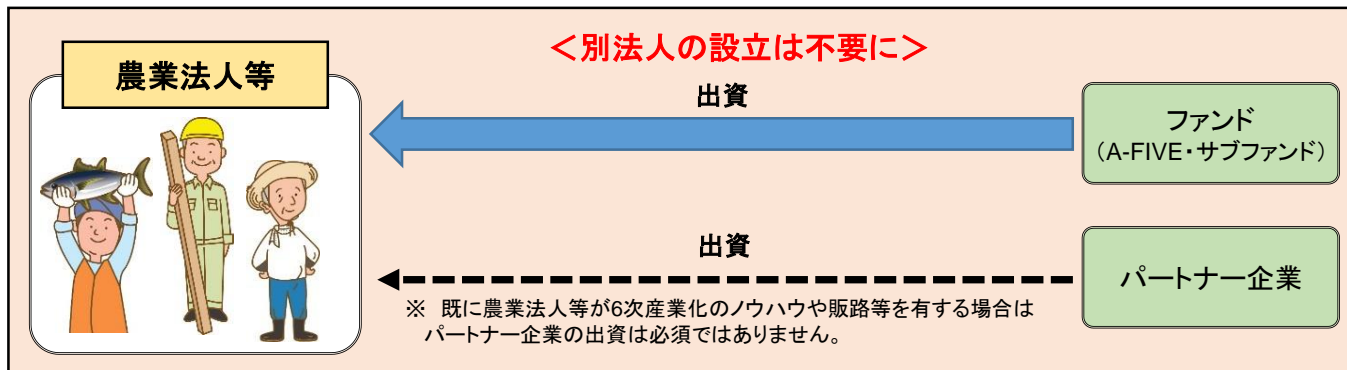 ＜別法人の設立は不要に＞
農業法人等
出資
ファンド
（A-FIVE・サブファンド）
出資
パートナー企業
※　既に農業法人等が6次産業化のノウハウや販路等を有する場合は
パートナー企業の出資は必須ではありません。